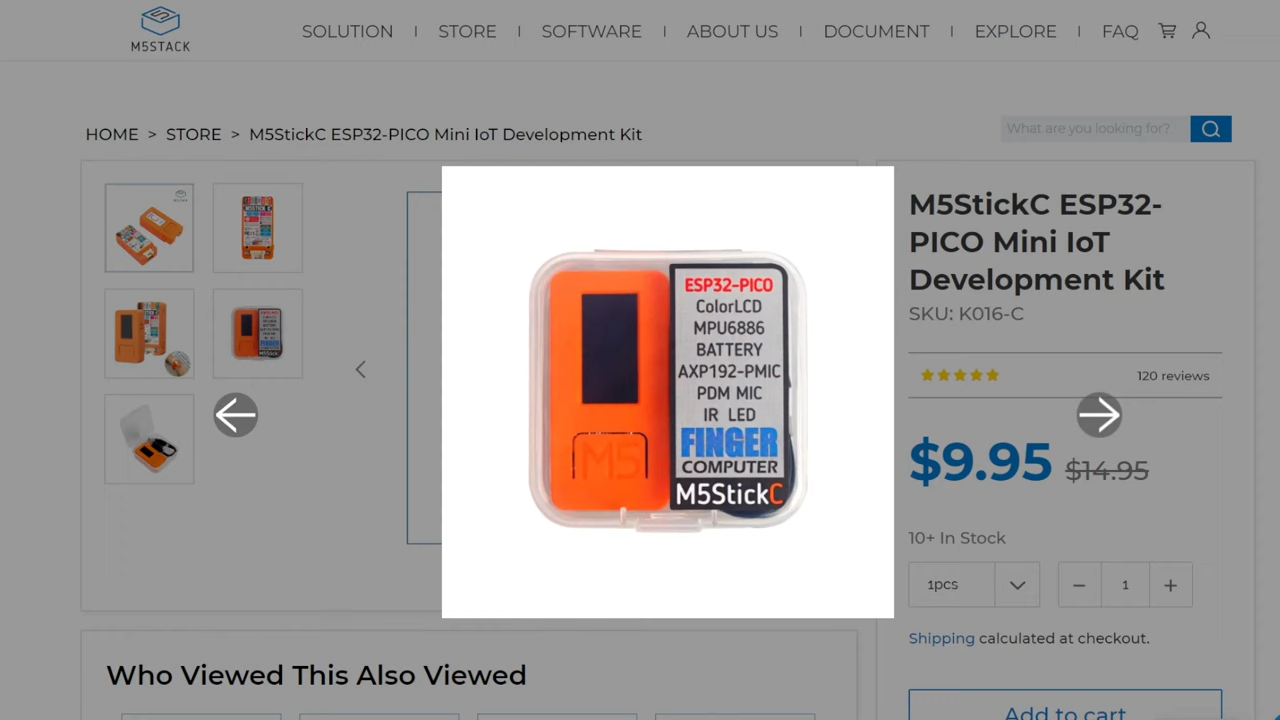 M5STACK
SOLUTION
STORE
SOFTWARE
ABOUT US
DOCUMENT
EXPLORE
FAQ
HOME > STORE > M5StickC ESP32-PICO Mini IoT Development Kit
What are you looking for?
ESP32-PICO
ColorLCD
MPU6886
BATTERY
AXP192-PMIC
PDM MIC
IR LED
FINGER
COMPUTER
M5StickC
M5
M5StickC ESP32-
PICO Mini IoT
Development Kit
SKU: K016-C
120 reviews
$9.95 $14.95
10+ In Stock
1pcs
− 1 +
Shipping calculated at checkout.
Add to cart
Who Viewed This Also Viewed